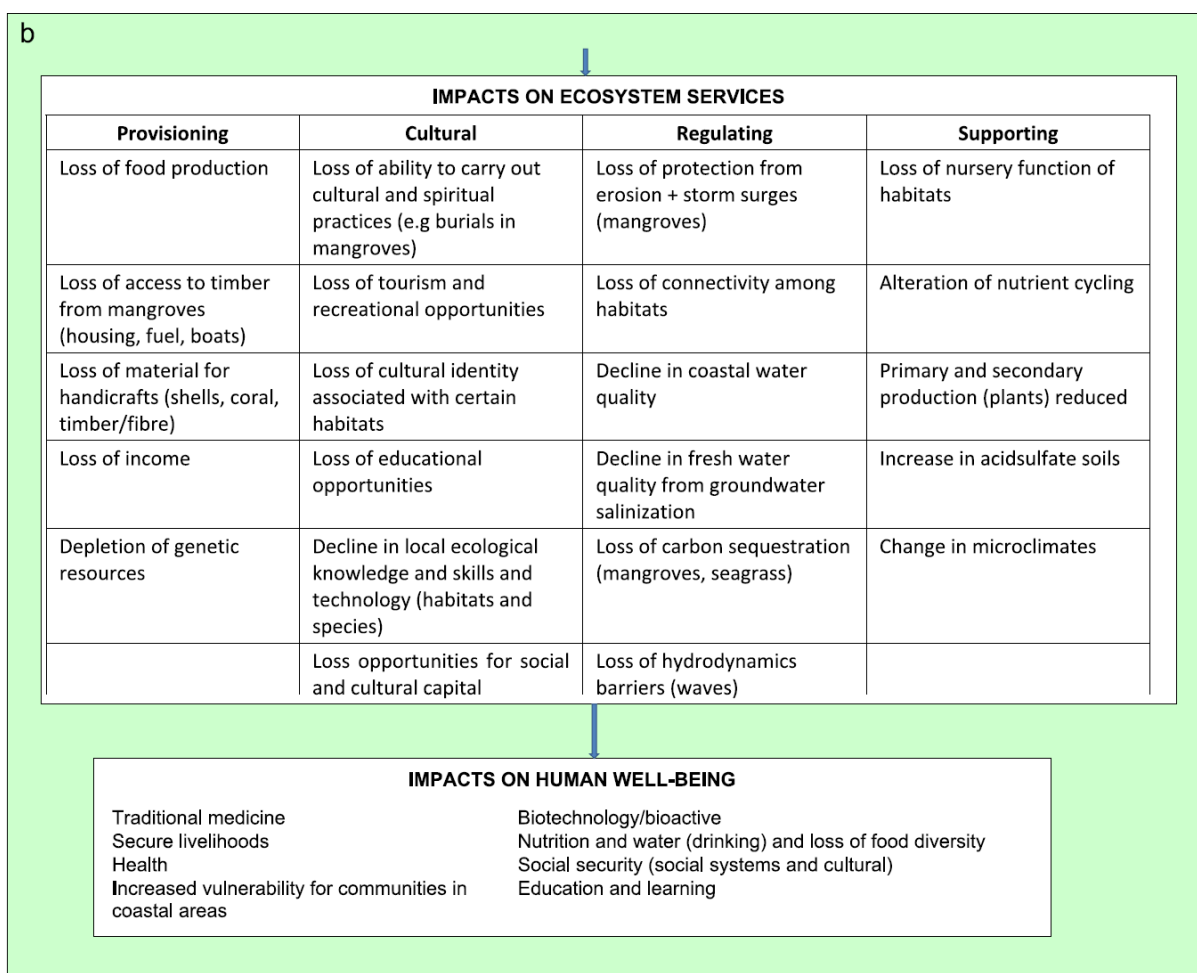 b
IMPACTS ON ECOSYSTEM SERVICES
Provisioning
Cultural
Regulating
Supporting
Loss of food production
Loss of ability to carry out
cultural and spiritual
practices (e.g burials in
mangroves)
Loss of protection from
erosion + storm surges
(mangroves)
Loss of nursery function of
habitats
Loss of access to timber
from mangroves
(housing, fuel, boats)
Loss of tourism and
recreational opportunities
Loss of connectivity among
habitats
Alteration of nutrient cycling
Loss of material for
handicrafts (shells, coral,
timber/fibre)
Loss of cultural identity
associated with certain
habitats
Decline in coastal water
quality
Primary and secondary
production (plants) reduced
Loss of income
Loss of educational
opportunities
Decline in fresh water
quality from groundwater
salinization
Increase in acidsulfate soils
Depletion of genetic
resources
Decline in local ecological
knowledge and skills and
technology (habitats and
species)
Loss of carbon sequestration
(mangroves, seagrass)
Change in microclimates
Loss opportunities for social
and cultural capital
Loss of hydrodynamics
barriers (waves)
IMPACTS ON HUMAN WELL-BEING
Traditional medicine
Secure livelihoods
Health
Increased vulnerability for communities in
coastal areas
Biotechnology/bioactive
Nutrition and water (drinking) and loss of food diversity
Social security (social systems and cultural)
Education and learning